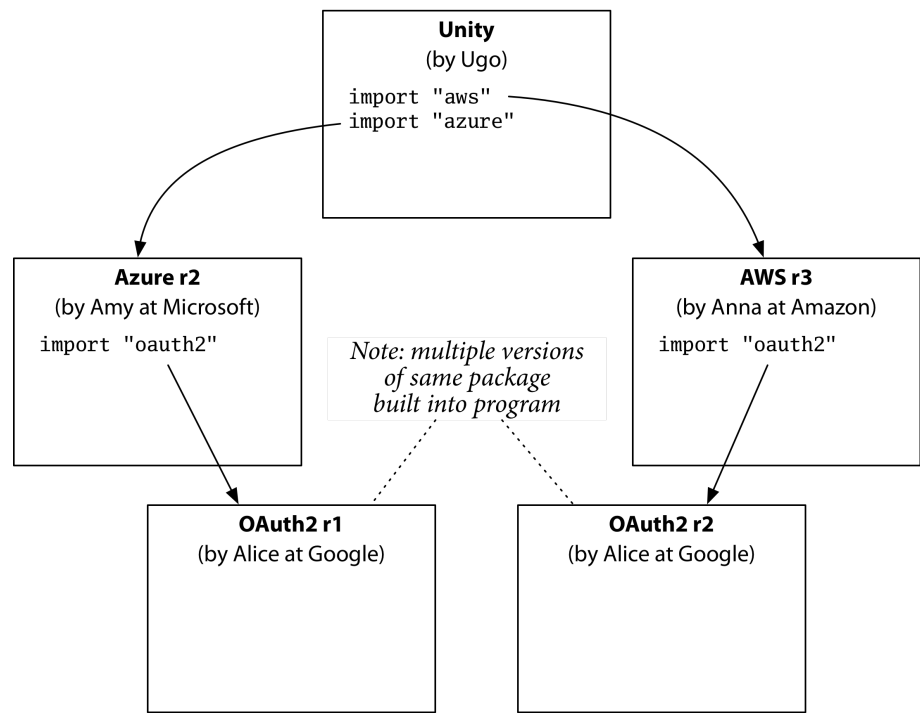 Unity
(by Ugo)
import "aws"
import "azure"
Azure r2
(by Amy at Microsoft)
import "oauth2"
AWS r3
(by Anna at Amazon)
import "oauth2"
Note: multiple versions
of same package
built into program
OAuth2 r1
(by Alice at Google)
OAuth2 r2
(by Alice at Google)